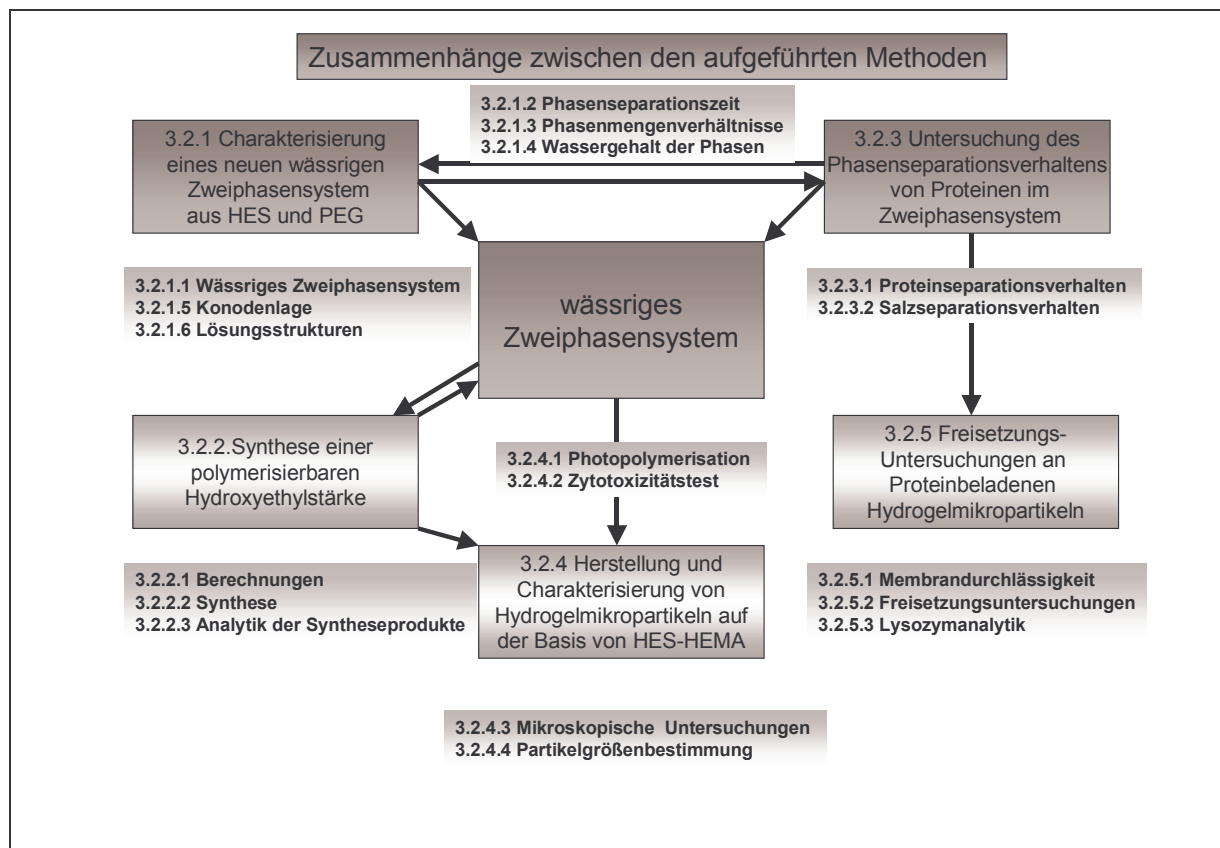 Zusammenhänge zwischen den aufgeführten Methoden
3.2.1.2 Phasenseparationszeit
3.2.1.3 Phasenmengenverhältnisse
3.2.1.4 Wassergehalt der Phasen
3.2.1 Charakterisierung
eines neuen wässrigen
Zweiphasensystem
aus HES und PEG
3.2.3 Untersuchung des
Phasenseparationsverhaltens
von Proteinen im
Zweiphasensystem
3.2.1.1 Wässriges Zweiphasensystem
3.2.1.5 Konodenlage
3.2.1.6 Lösungsstrukturen
wässriges
Zweiphasensystem
3.2.3.1 Proteinseparationsverhalten
3.2.3.2 Salzseparationsverhalten
3.2.2.Synthese einer
polymerisierbaren
Hydroxyethylstärke
3.2.4.1 Photopolymerisation
3.2.4.2 Zytotoxizitätstest
3.2.5 Freisetzungs-
Untersuchungen an
Proteinbeladenen
Hydrogelmikropartikeln
3.2.2.1 Berechnungen
3.2.2.2 Synthese
3.2.2.3 Analytik der Syntheseprodukte
3.2.4 Herstellung und
Charakterisierung von
Hydrogelmikropartikeln auf
der Basis von HES-HEMA
3.2.5.1 Membrandurchlässigkeit
3.2.5.2 Freisetzungsuntersuchungen
3.2.5.3 Lysozymanalytik
3.2.4.3 Mikroskopische Untersuchungen
3.2.4.4 Partikelgrößenbestimmung